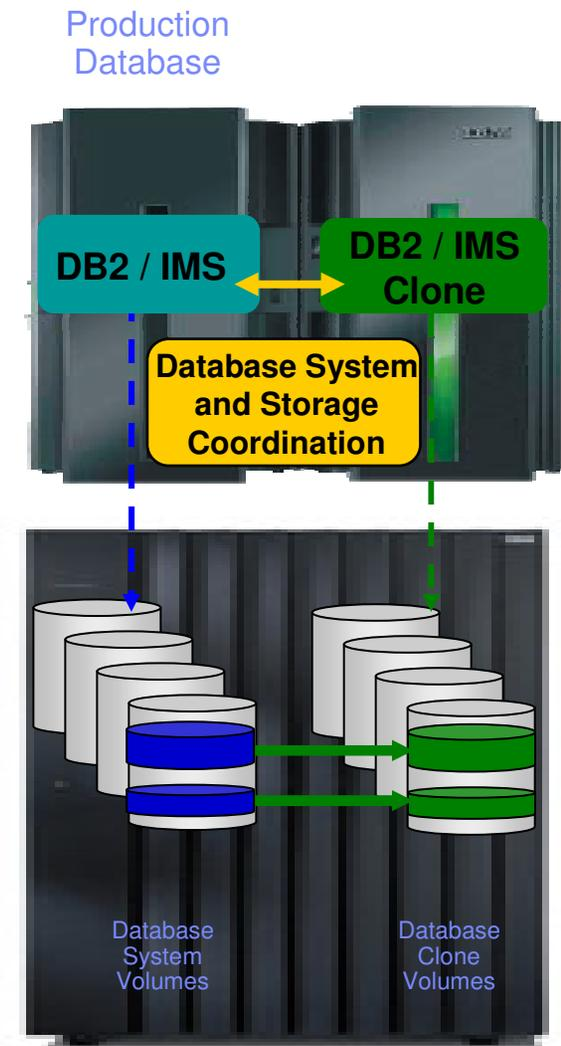 Production
Database
DB2 / IMS
DB2 / IMS
Clone
Database System
and Storage
Coordination
Database
System
Volumes
Database
Clone
Volumes